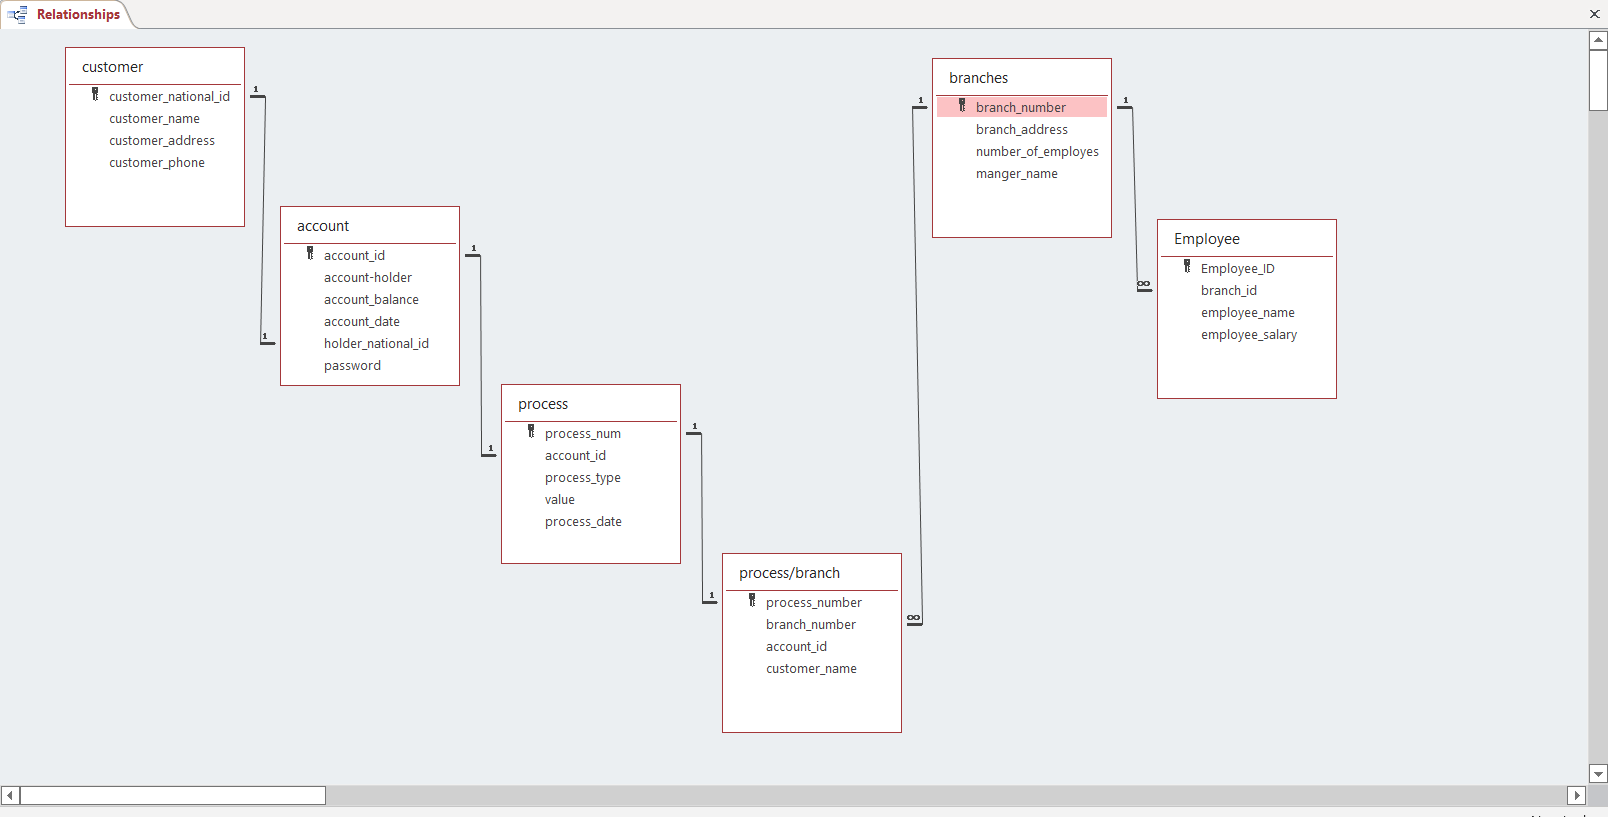 Relationships
customer
customer_national_id
customer_name
customer_address
customer_phone
1
1
account
account_id
account-holder
account_balance
account_date
holder_national_id
password
1
1
process
process_num
account_id
process_type
value
process_date
1
1
process/branch
process_number
branch_number
account_id
customer_name
∞
1
branches
branch_number
branch_address
number_of_employes
manger_name
1
∞
Employee
Employee_ID
branch_id
employee_name
employee_salary